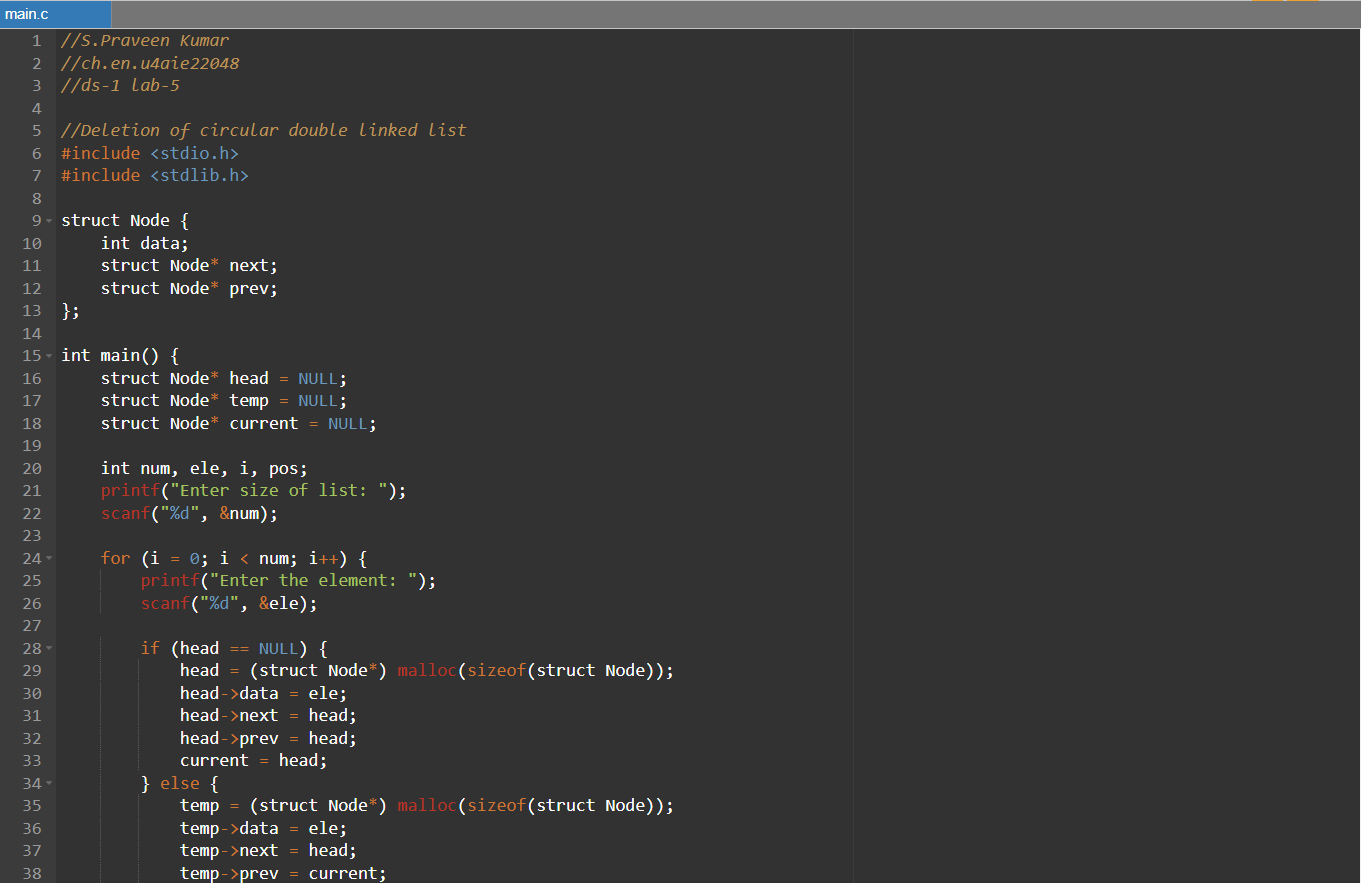 main.c
1 //S.Praveen Kumar
2 //ch.en.u4aie22048
3 //ds-1 lab-5
4
5 //Deletion of circular double linked list
6 #include <stdio.h>
7 #include <stdlib.h>
8
9 struct Node {
10     int data;
11     struct Node* next;
12     struct Node* prev;
13 };
14
15 int main() {
16     struct Node* head = NULL;
17     struct Node* temp = NULL;
18     struct Node* current = NULL;
19
20     int num, ele, i, pos;
21     printf("Enter size of list: ");
22     scanf("%d", &num);
23
24     for (i = 0; i < num; i++) {
25         printf("Enter the element: ");
26         scanf("%d", &ele);
27
28         if (head == NULL) {
29             head = (struct Node*) malloc(sizeof(struct Node));
30             head->data = ele;
31             head->next = head;
32             head->prev = head;
33             current = head;
34         } else {
35             temp = (struct Node*) malloc(sizeof(struct Node));
36             temp->data = ele;
37             temp->next = head;
38             temp->prev = current;